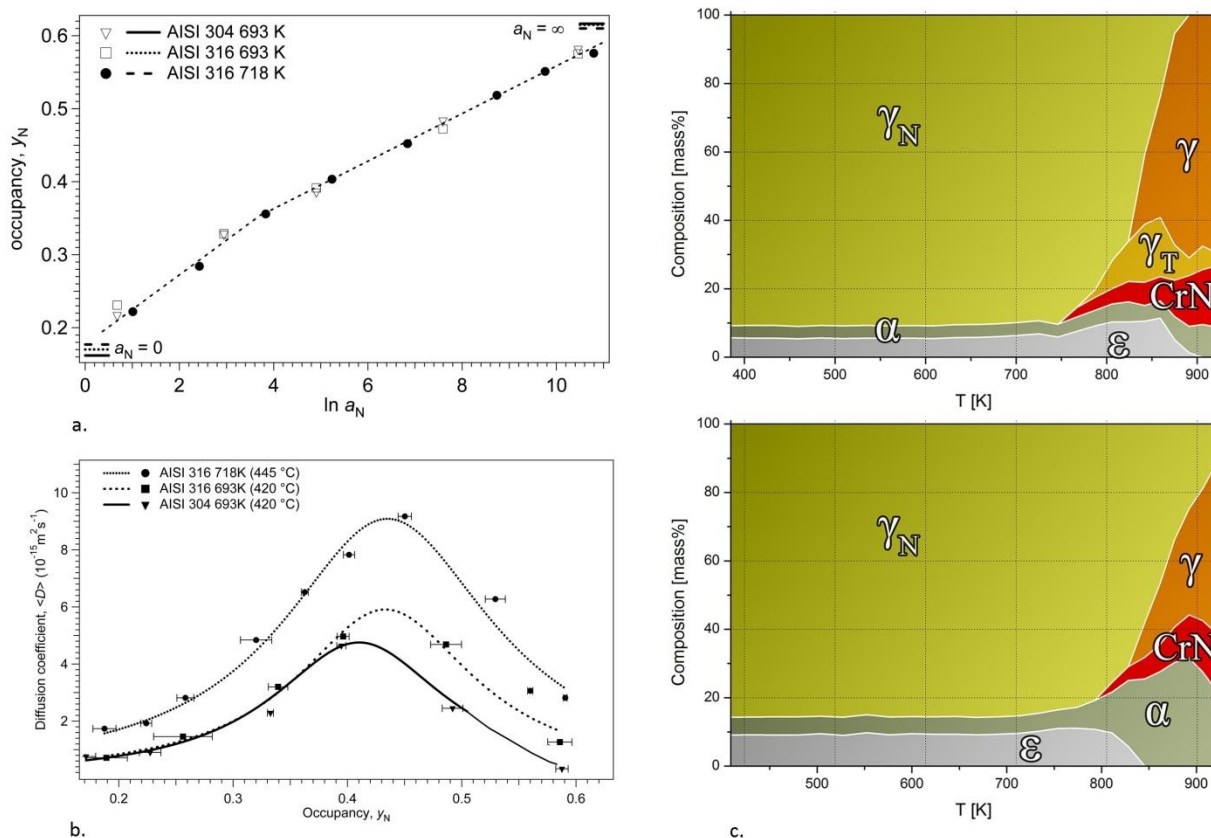 AISI 304 693 K
AISI 316 693 K
AISI 316 718 K
a_N = ∞
a_N = 0
0.6
0.5
0.4
0.3
0.2
occupancy, y_N
0 2 4 6 8 10
ln a_N
a.
AISI 316 718K (445 °C)
AISI 316 693K (420 °C)
AISI 304 693K (420 °C)
10
8
6
4
2
Diffusion coefficient, <D> (10⁻¹⁵ m² s⁻¹)
0.2 0.3 0.4 0.5 0.6
Occupancy, y_N
b.
100
80
60
40
20
0
Composition [mass%]
γ_N
γ
γ_T
CrN
α
ε
400 500 600 700 800 900
T [K]
100
80
60
40
20
0
Composition [mass%]
γ_N
γ
CrN
α
ε
500 600 700 800 900
T [K]
c.